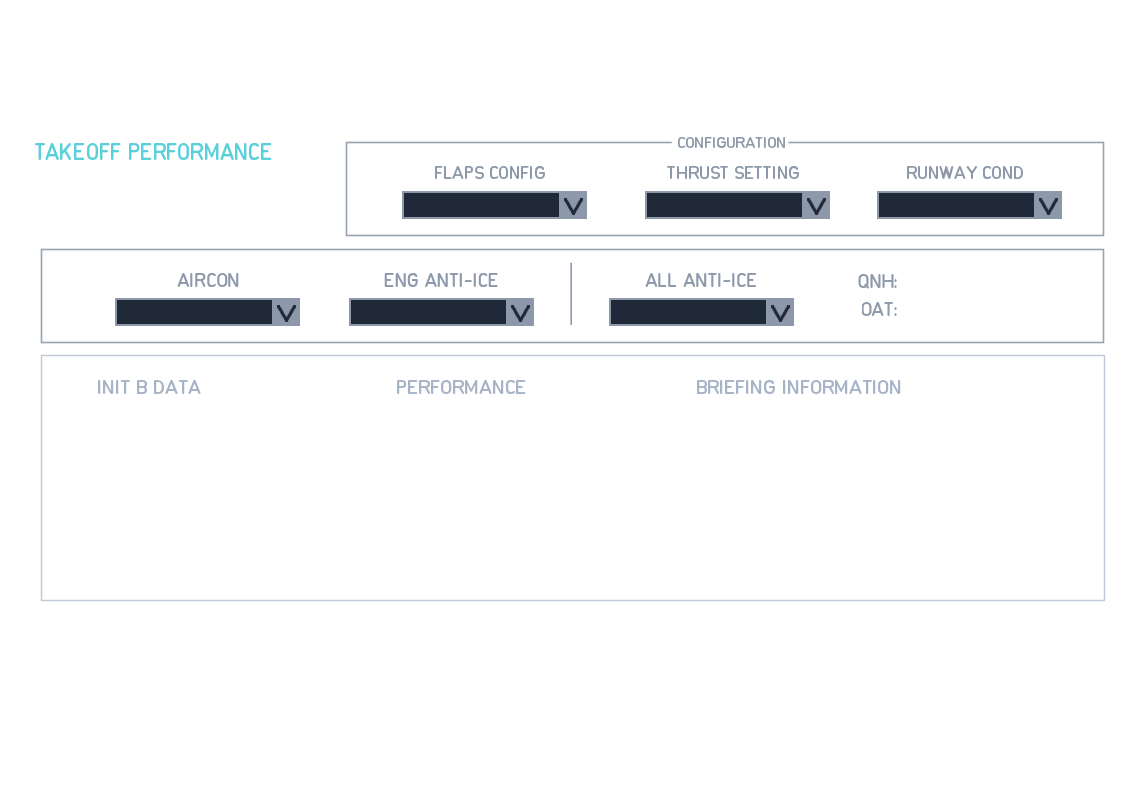 TAKEOFF PERFORMANCE
CONFIGURATION
FLAPS CONFIG THRUST SETTING RUNWAY COND
AIRCON ENG ANTI-ICE ALL ANTI-ICE QNH:
OAT:
INIT B DATA PERFORMANCE BRIEFING INFORMATION